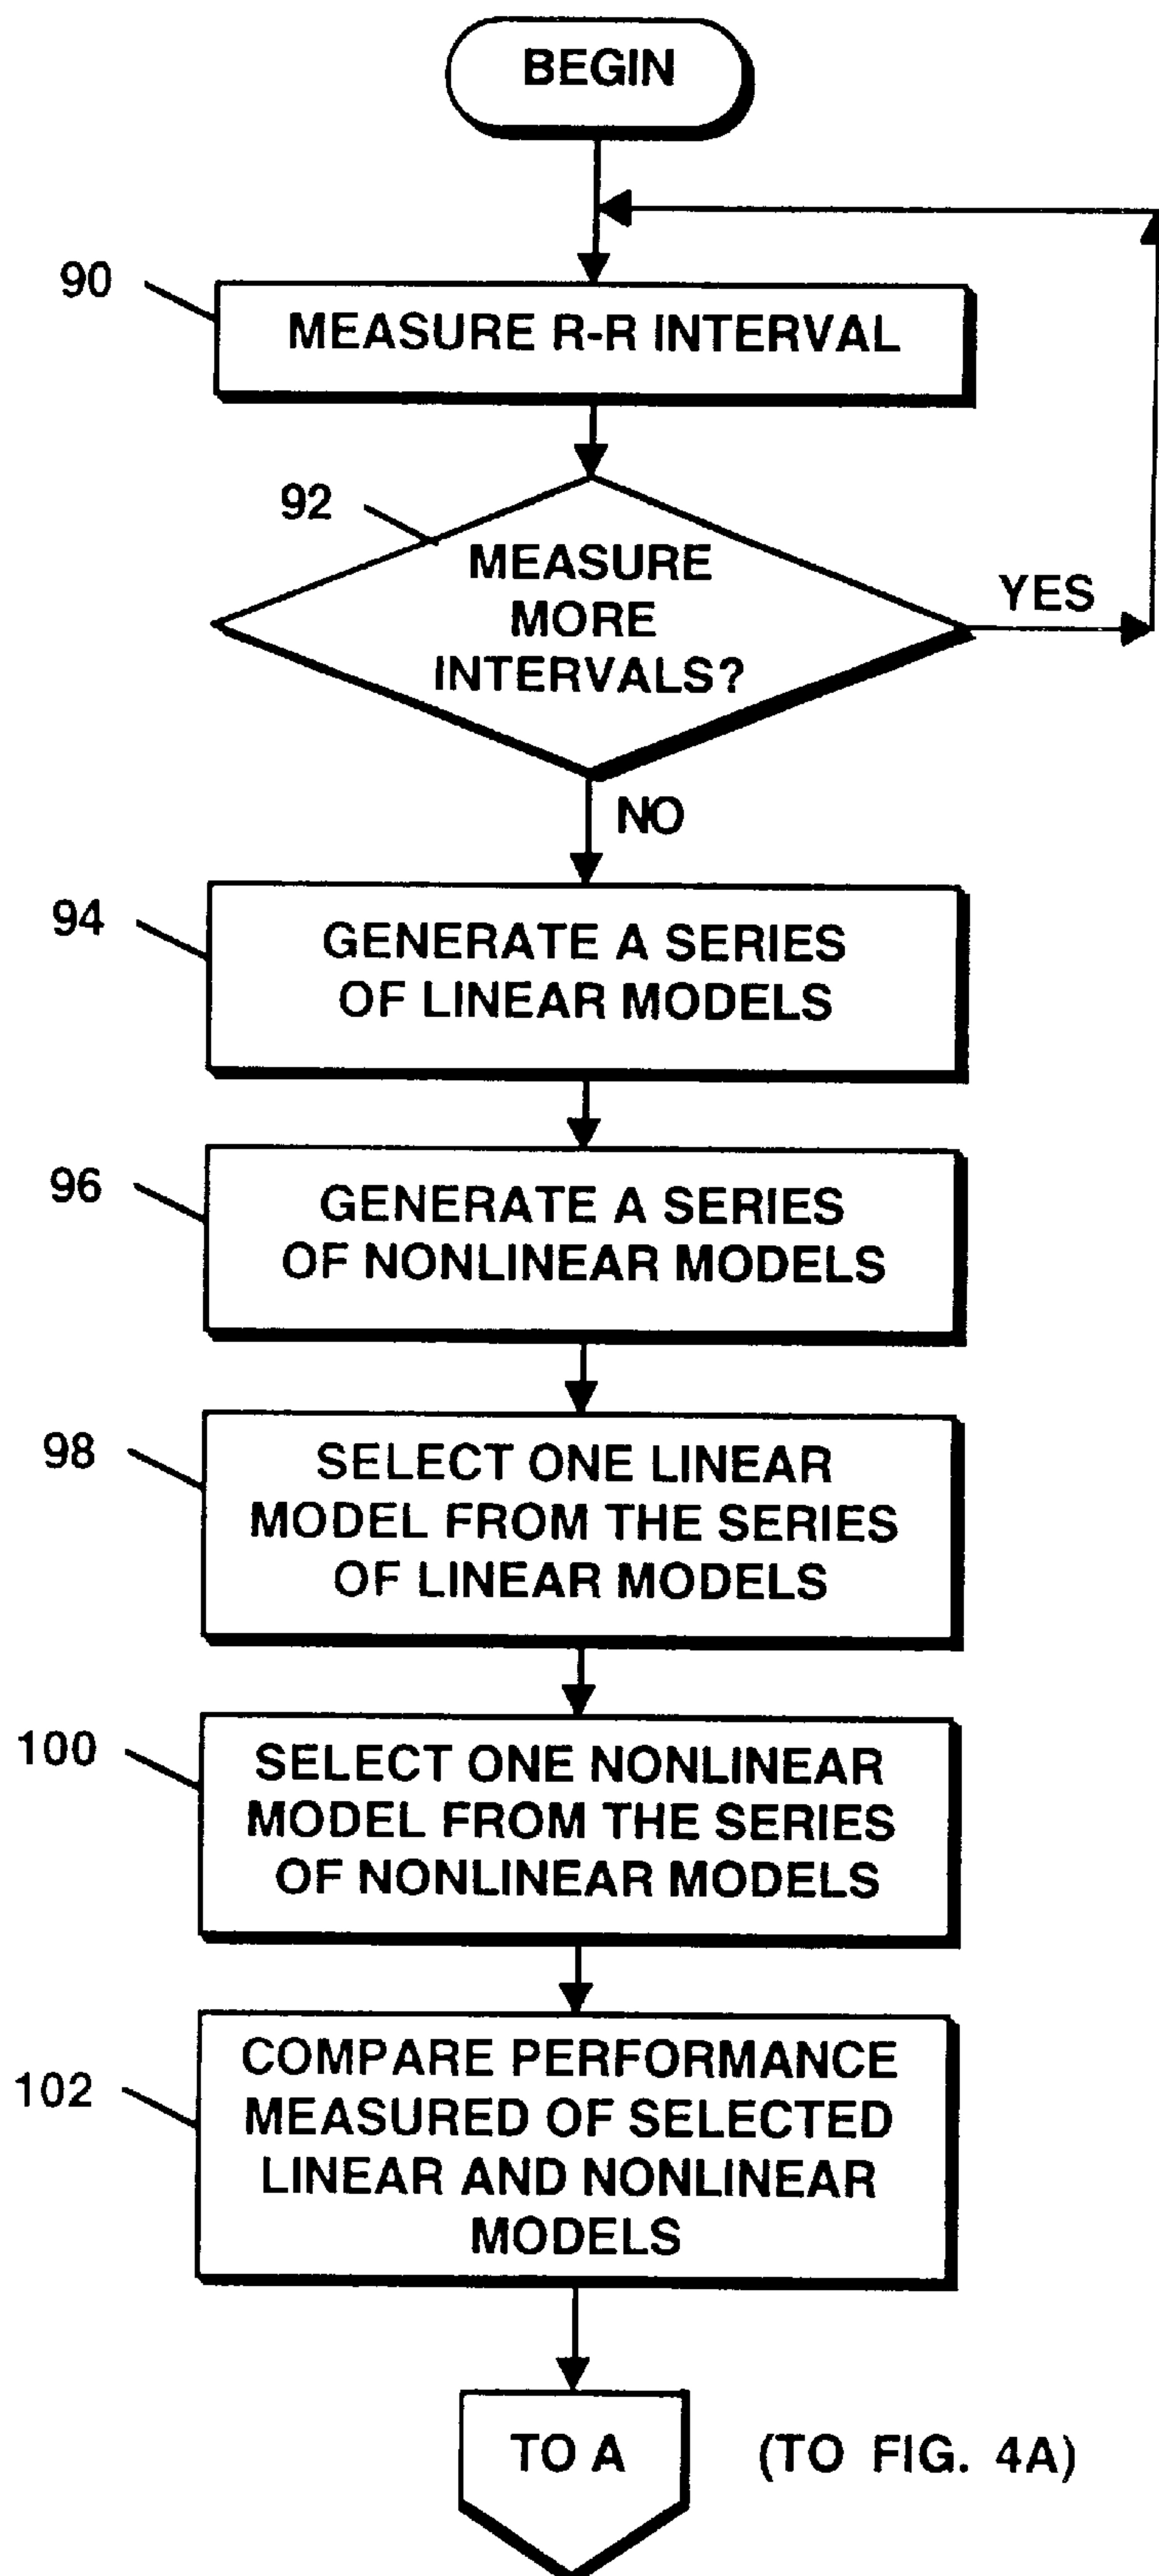 BEGIN
90
MEASURE R-R INTERVAL
92
MEASURE
MORE
INTERVALS?
YES
NO
94
GENERATE A SERIES
OF LINEAR MODELS
96
GENERATE A SERIES
OF NONLINEAR MODELS
98
SELECT ONE LINEAR
MODEL FROM THE SERIES
OF LINEAR MODELS
100
SELECT ONE NONLINEAR
MODEL FROM THE SERIES
OF NONLINEAR MODELS
102
COMPARE PERFORMANCE
MEASURED OF SELECTED
LINEAR AND NONLINEAR
MODELS
TO A
(TO FIG. 4A)